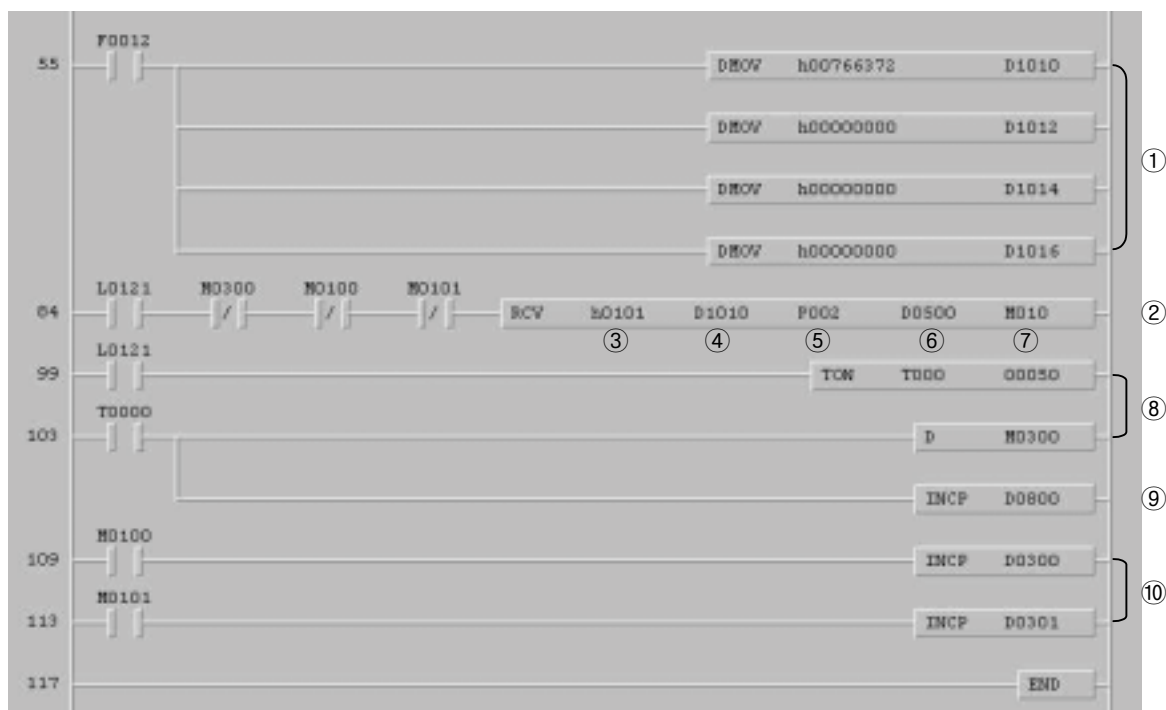 F0012
55 DMOV h00766372 D1010
DMOV h00000000 D1012
①
DMOV h00000000 D1014
DMOV h00000000 D1016
L0121 M0300 M0100 M0101
64 RCV h0101 D1010 P002 D0500 M010 ②
③ ④ ⑤ ⑥ ⑦
L0121
99 TON T000 00050
⑧
T0000
103 D M0300
INCP D0800 ⑨
M0100
109 INCP D0300
⑩
M0101
113 INCP D0301
117 END